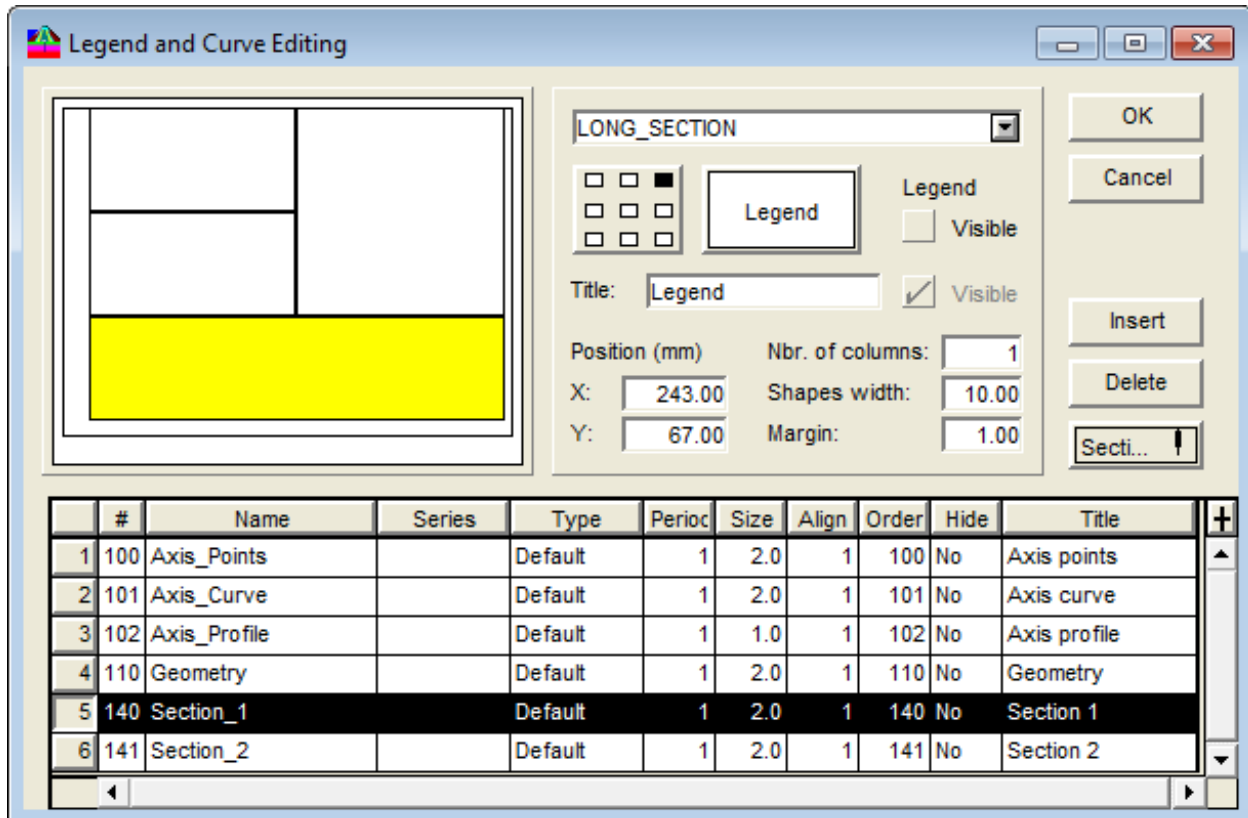 Legend and Curve Editing
LONG_SECTION
OK
Cancel
Legend
Legend
Visible
Title: Legend Visible
Insert
Position (mm) Nbr. of columns: 1
Delete
X: 243.00 Shapes width: 10.00
Y: 67.00 Margin: 1.00
Secti...
# Name Series Type Period Size Align Order Hide Title +
1 100 Axis_Points Default 1 2.0 1 100 No Axis points
2 101 Axis_Curve Default 1 2.0 1 101 No Axis curve
3 102 Axis_Profile Default 1 1.0 1 102 No Axis profile
4 110 Geometry Default 1 2.0 1 110 No Geometry
5 140 Section_1 Default 1 2.0 1 140 No Section 1
6 141 Section_2 Default 1 2.0 1 141 No Section 2